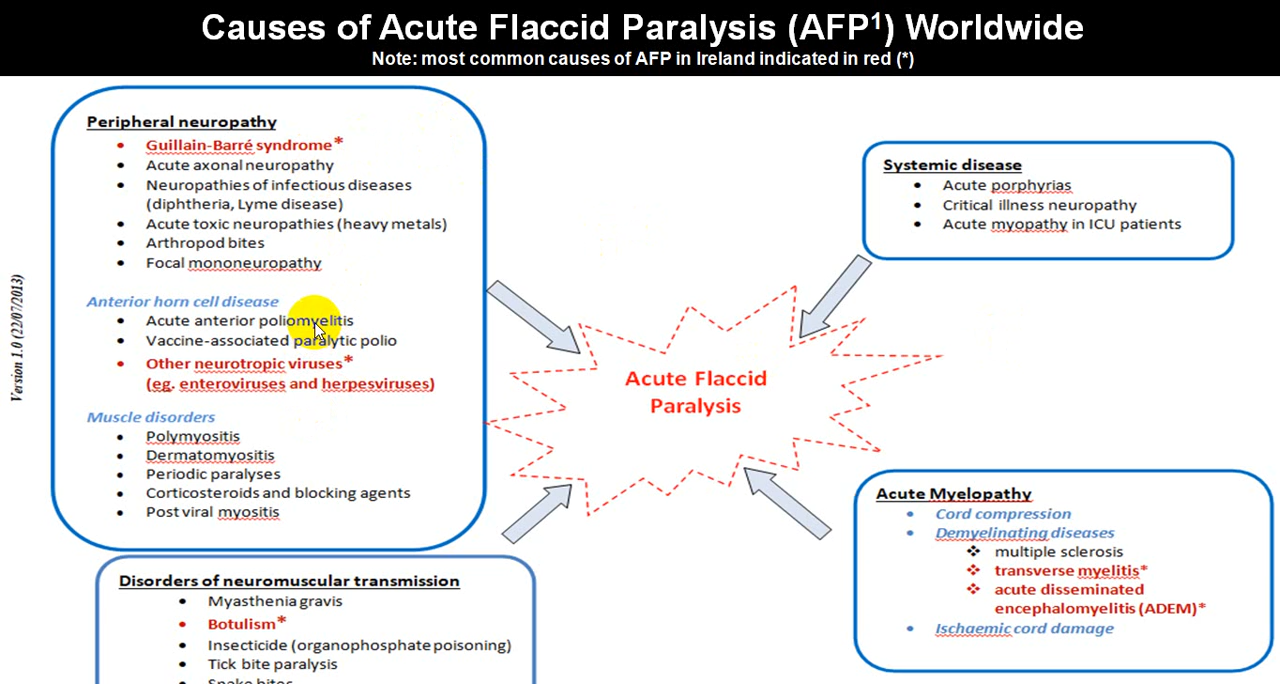 Causes of Acute Flaccid Paralysis (AFP¹) Worldwide
Note: most common causes of AFP in Ireland indicated in red (*)
Version 1.0 (22/07/2013)
Peripheral neuropathy
• Guillain-Barré syndrome*
• Acute axonal neuropathy
• Neuropathies of infectious diseases
(diphtheria, Lyme disease)
• Acute toxic neuropathies (heavy metals)
• Arthropod bites
• Focal mononeuropathy
Anterior horn cell disease
• Acute anterior poliomyelitis
• Vaccine-associated paralytic polio
• Other neurotropic viruses*
(eg. enteroviruses and herpesviruses)
Muscle disorders
• Polymyositis
• Dermatomyositis
• Periodic paralyses
• Corticosteroids and blocking agents
• Post viral myositis
Disorders of neuromuscular transmission
• Myasthenia gravis
• Botulism*
• Insecticide (organophosphate poisoning)
• Tick bite paralysis
• Snake bites
Acute Flaccid
Paralysis
Systemic disease
• Acute porphyrias
• Critical illness neuropathy
• Acute myopathy in ICU patients
Acute Myelopathy
• Cord compression
• Demyelinating diseases
❖ multiple sclerosis
❖ transverse myelitis*
❖ acute disseminated
encephalomyelitis (ADEM)*
• Ischaemic cord damage